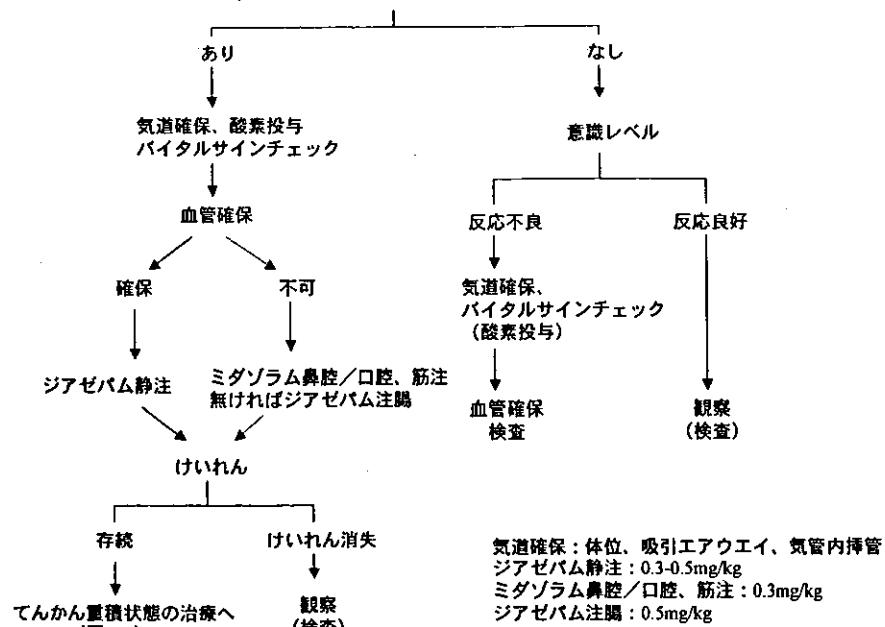 あり
なし
気道確保、酸素投与
バイタルサインチェック
意識レベル
血管確保
反応不良
反応良好
確保
不可
気道確保、
バイタルサインチェック
(酸素投与)
ジアゼパム静注
ミダゾラム鼻腔／口腔、筋注
無ければジアゼパム注腸
血管確保
検査
観察
(検査)
けいれん
存続
けいれん消失
てんかん重積状態の治療へ
観察
(検査)
気道確保：体位、吸引エアウエイ、気管内挿管
ジアゼパム静注：0.3-0.5mg/kg
ミダゾラム鼻腔／口腔、筋注：0.3mg/kg
ジアゼパム注腸：0.5mg/kg